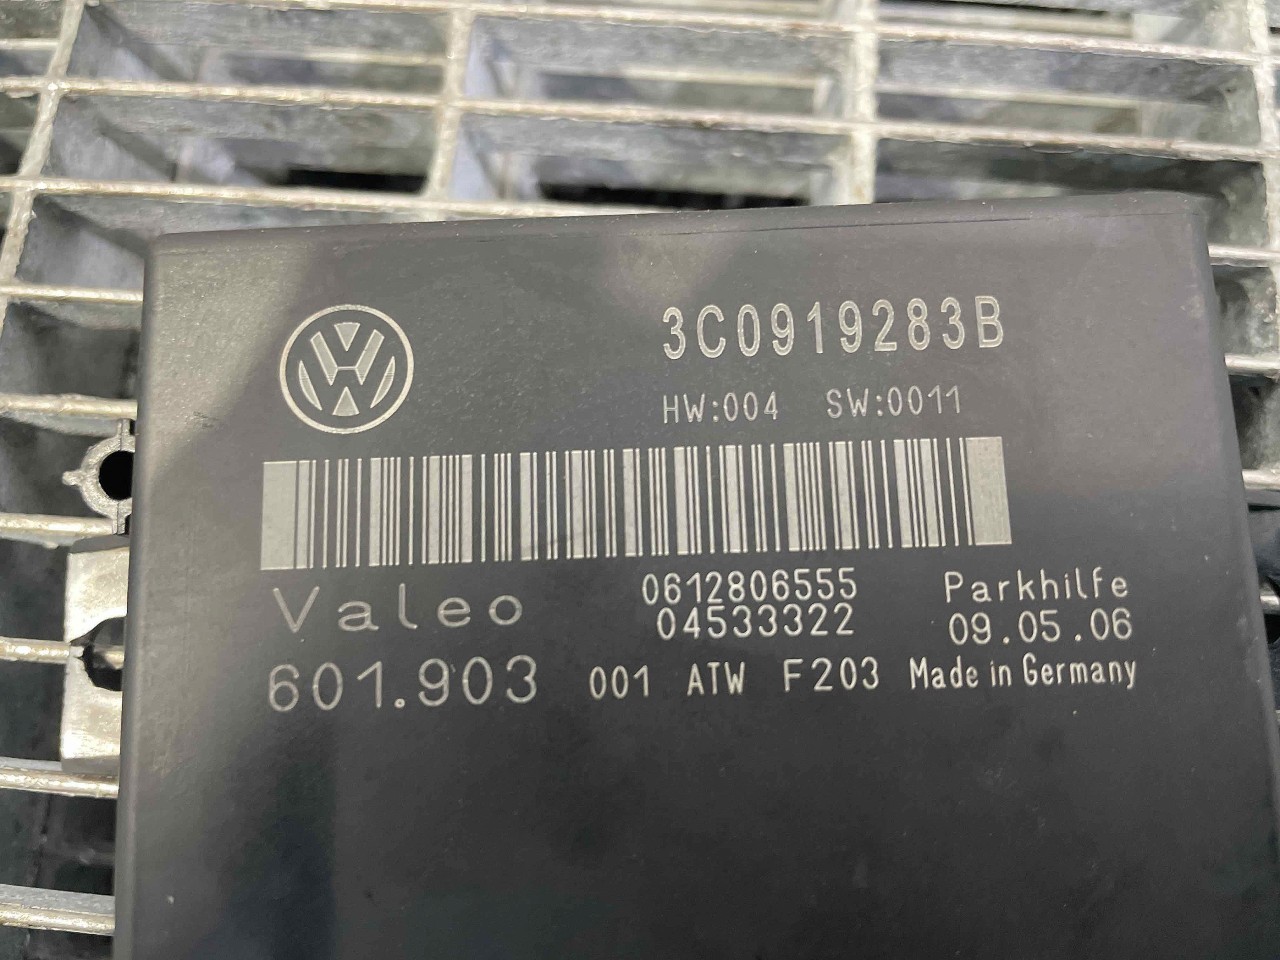 3C0919283B
HW:004 SW:0011
Valeo 0612806555 Parkhilfe
04533322 09.05.06
601.903 001 ATW F203 Made in Germany